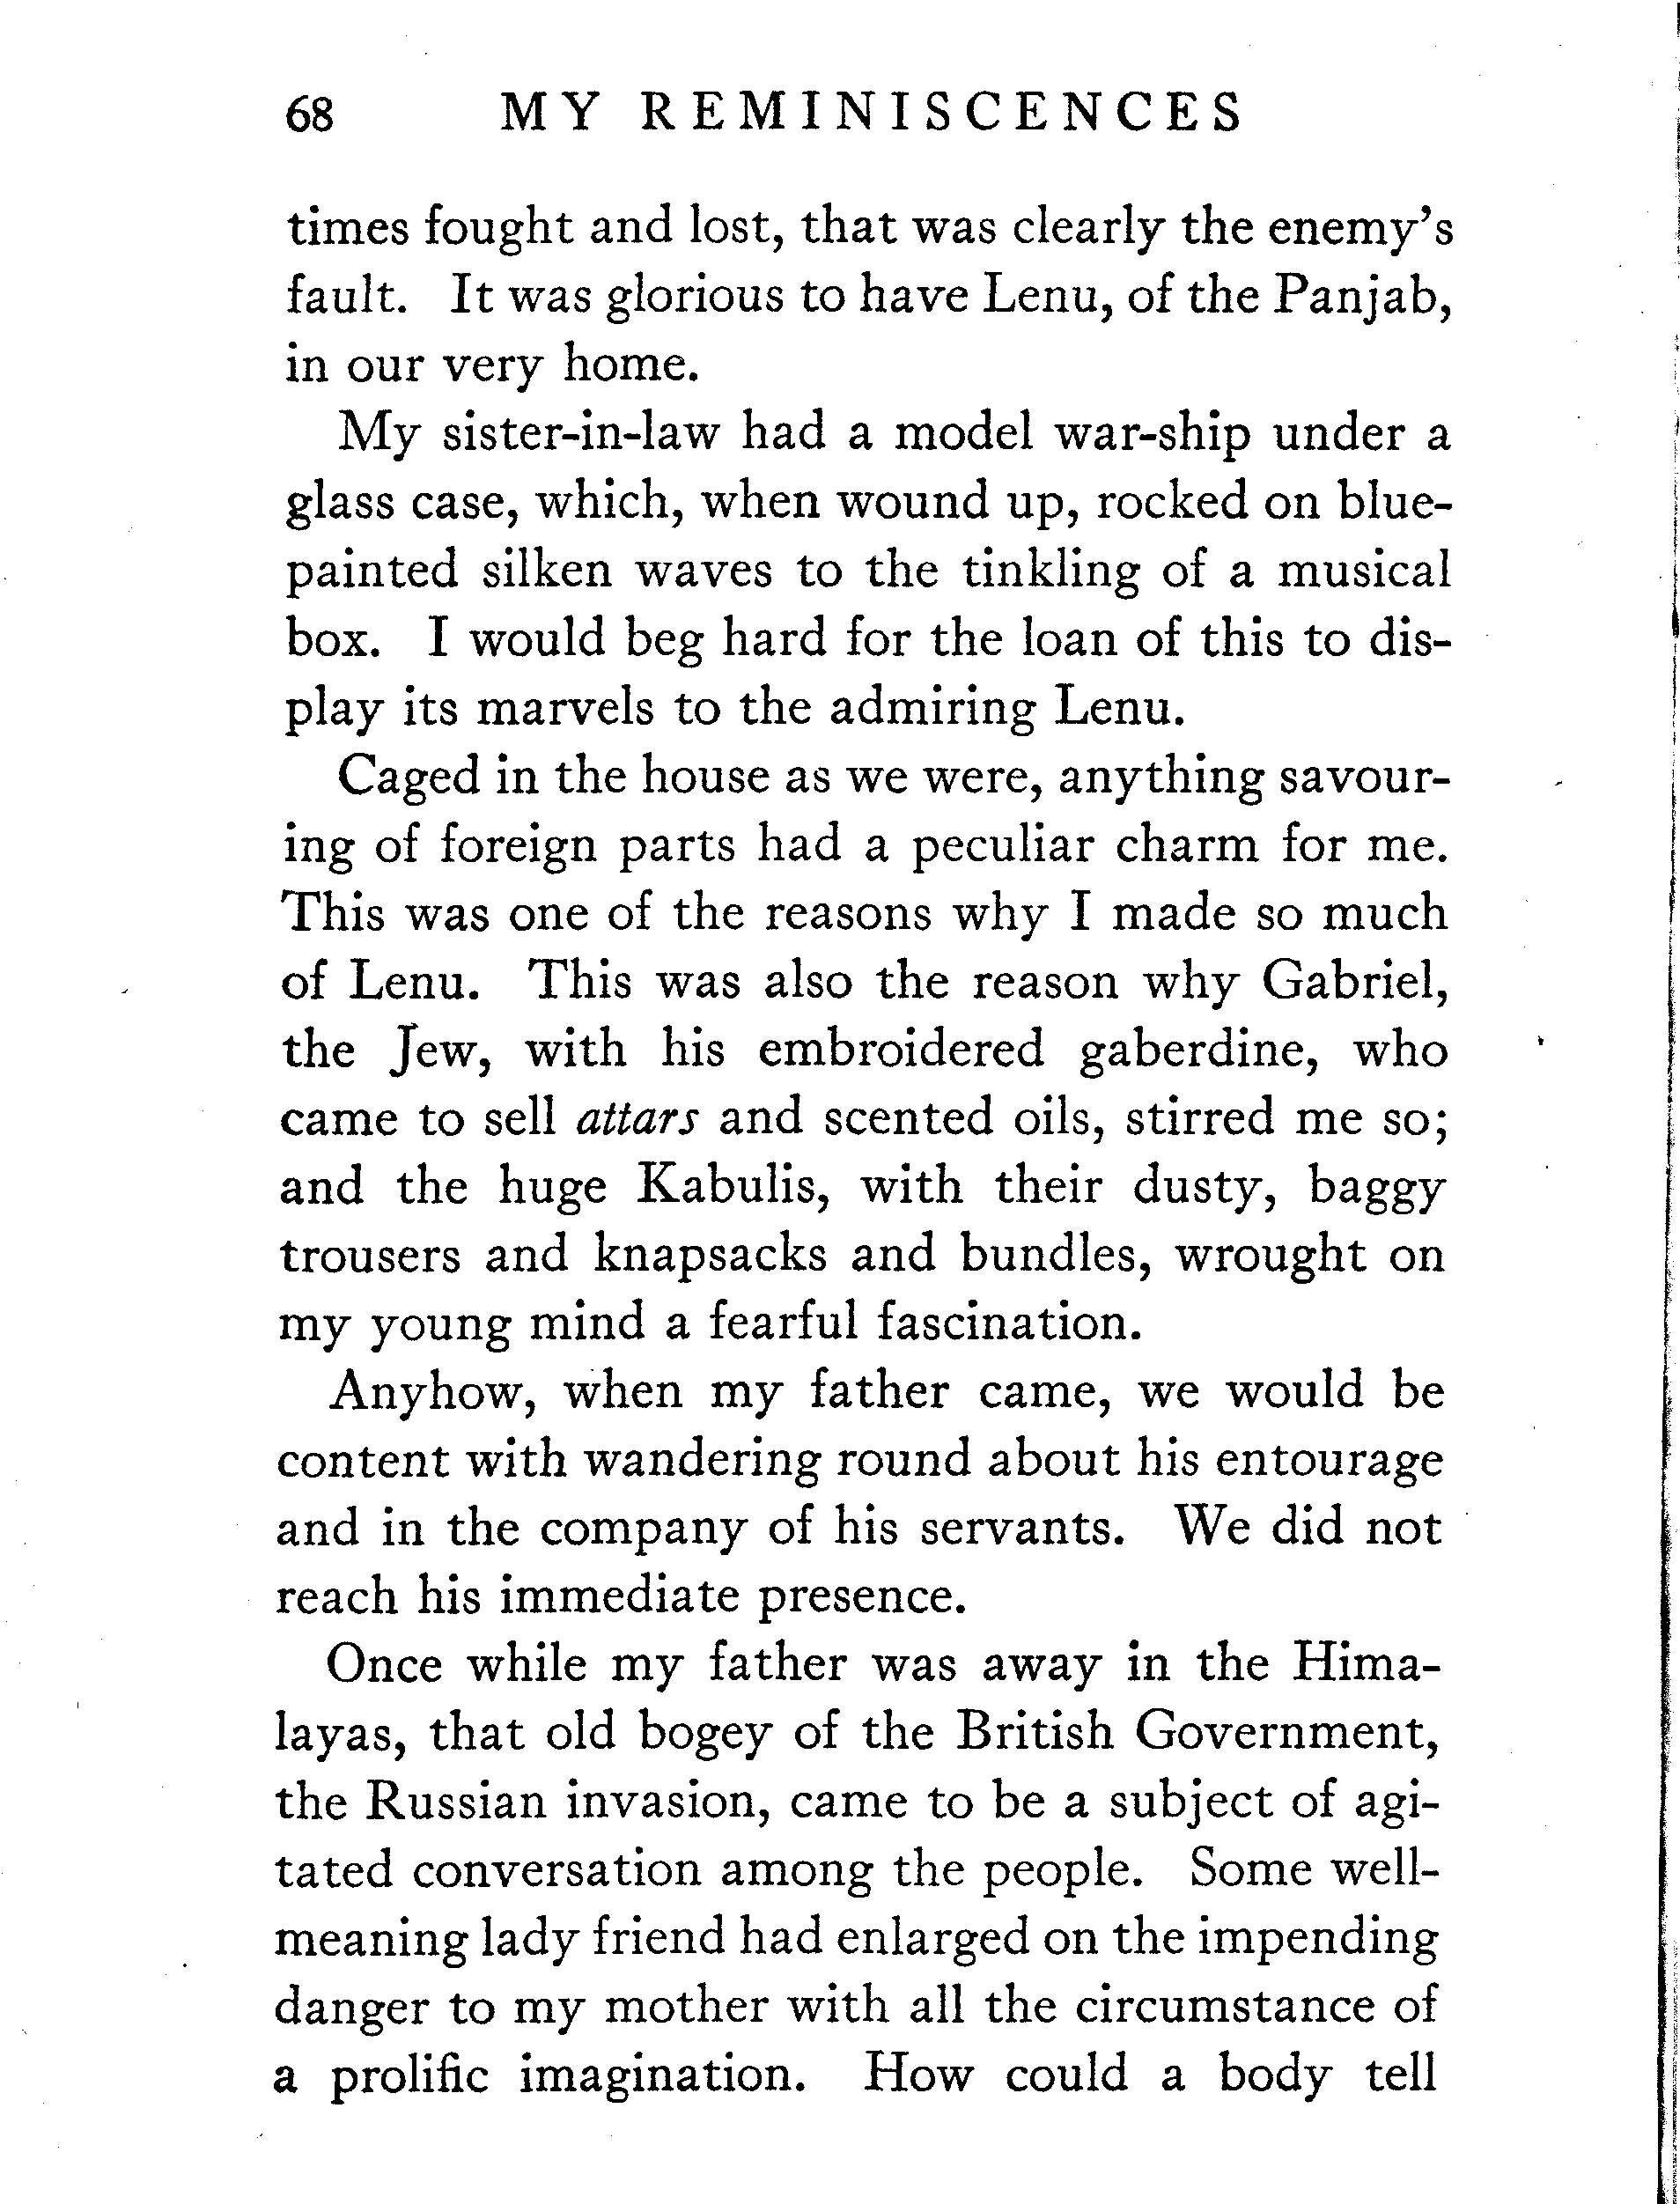 68 MY REMINISCENCES
times fought and lost, that was clearly the enemy's
fault. It was glorious to have Lenu, of the Panjab,
in our very home.
My sister-in-law had a model war-ship under a
glass case, which, when wound up, rocked on blue-
painted silken waves to the tinkling of a musical
box. I would beg hard for the loan of this to dis-
play its marvels to the admiring Lenu.
Caged in the house as we were, anything savour-
ing of foreign parts had a peculiar charm for me.
This was one of the reasons why I made so much
of Lenu. This was also the reason why Gabriel,
the Jew, with his embroidered gaberdine, who
came to sell attars and scented oils, stirred me so;
and the huge Kabulis, with their dusty, baggy
trousers and knapsacks and bundles, wrought on
my young mind a fearful fascination.
Anyhow, when my father came, we would be
content with wandering round about his entourage
and in the company of his servants. We did not
reach his immediate presence.
Once while my father was away in the Hima-
layas, that old bogey of the British Government,
the Russian invasion, came to be a subject of agi-
tated conversation among the people. Some well-
meaning lady friend had enlarged on the impending
danger to my mother with all the circumstance of
a prolific imagination. How could a body tell